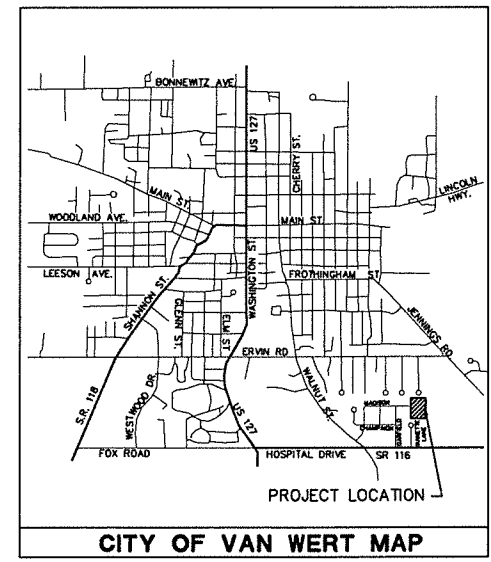 BONNEWITZ AVE.
US 127
CHERRY ST.
LINCOLN
HWY.
MAIN ST.
WOODLAND AVE.
MAIN ST.
WASHINGTON ST.
LEESON AVE.
FROTHINGHAM ST.
SHANNON ST.
GLENN ST.
ELM ST.
JENNINGS RD
ERVIN RD
S.R. 118
WESTWOOD DR.
US 127
WALNUT ST.
MADISON
GARFIELD
LANE
FOX ROAD
HOSPITAL DRIVE
SR 116
PROJECT LOCATION
CITY OF VAN WERT MAP